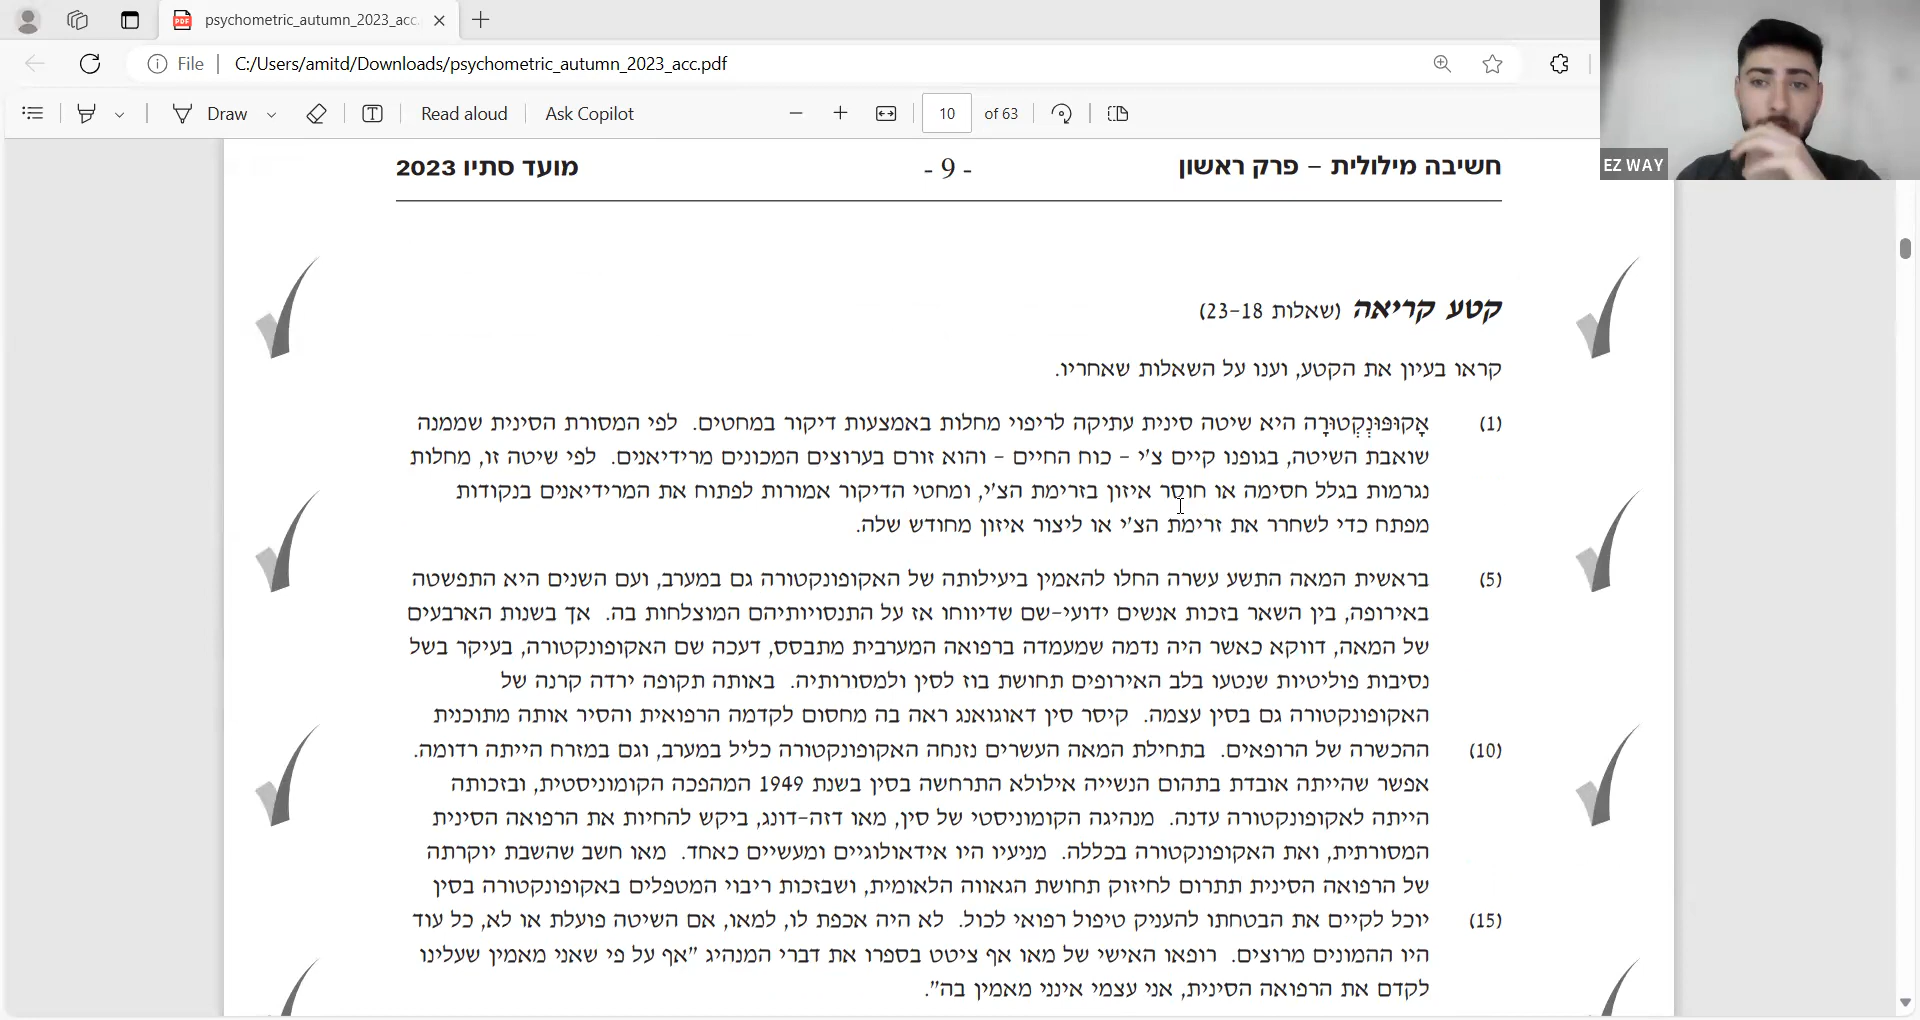 psychometric_autumn_2023_acc.
File
C:/Users/amitd/Downloads/psychometric_autumn_2023_acc.pdf
Draw
Read aloud
Ask Copilot
10
of 63
EZ WAY
חשיבה מילולית – פרק ראשון
- 9 -
מועד סתיו 2023
קטע קריאה (שאלות 23-18)
קראו בעיון את הקטע, וענו על השאלות שאחריו.
(1) אָקוּפּוּנְקְטוּרָה היא שיטה סינית עתיקה לריפוי מחלות באמצעות דיקור במחטים. לפי המסורת הסינית שממנה
שואבת השיטה, בגופנו קיים צ'י – כוח החיים – והוא זורם בערוצים המכונים מרידיאנים. לפי שיטה זו, מחלות
נגרמות בגלל חסימה או חוסר איזון בזרימת הצ'י, ומחטי הדיקור אמורות לפתוח את המרידיאנים בנקודות
מפתח כדי לשחרר את זרימת הצ'י או ליצור איזון מחודש שלה.
(5) בראשית המאה התשע עשרה החלו להאמין ביעילותה של האקופונקטורה גם במערב, ועם השנים היא התפשטה
באירופה, בין השאר בזכות אנשים ידועי-שם שדיווחו אז על התנסויותיהם המוצלחות בה. אך בשנות הארבעים
של המאה, דווקא כאשר היה נדמה שמעמדה ברפואה המערבית מתבסס, דעכה שם האקופונקטורה, בעיקר בשל
נסיבות פוליטיות שנטעו בלב האירופים תחושת בוז לסין ולמסורותיה. באותה תקופה ירדה קרנה של
האקופונקטורה גם בסין עצמה. קיסר סין דאוגואנג ראה בה מחסום לקדמה הרפואית והסיר אותה מתוכנית
(10) ההכשרה של הרופאים. בתחילת המאה העשרים נזנחה האקופונקטורה כליל במערב, וגם במזרח הייתה רדומה.
אפשר שהייתה אובדת בתהום הנשייה אילולא התרחשה בסין בשנת 1949 המהפכה הקומוניסטית, ובזכותה
הייתה לאקופונקטורה עדנה. מנהיגה הקומוניסטי של סין, מאו דזה-דונג, ביקש להחיות את הרפואה הסינית
המסורתית, ואת האקופונקטורה בכללה. מניעיו היו אידאולוגיים ומעשיים כאחד. מאו חשב שהשבת יוקרתה
של הרפואה הסינית תתרום לחיזוק תחושת הגאווה הלאומית, ושבזכות ריבוי המטפלים באקופונקטורה בסין
(15) יוכל לקיים את הבטחתו להעניק טיפול רפואי לכול. לא היה אכפת לו, למאו, אם השיטה פועלת או לא, כל עוד
היו ההמונים מרוצים. רופאו האישי של מאו אף ציטט בספרו את דברי המנהיג "אף על פי שאני מאמין שעלינו
לקדם את הרפואה הסינית, אני עצמי אינני מאמין בה".